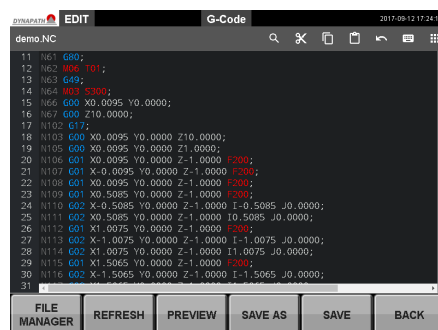 DYNAPATH EDIT G-Code 2017-09-12 17:24:1
demo.NC
11 N61 G80;
12 N62 M06 T01;
13 N63 G49;
14 N64 M03 S300;
15 N66 G00 X0.0095 Y0.0000;
16 N67 G00 Z10.0000;
17 N102 G17;
18 N103 G00 X0.0095 Y0.0000 Z10.0000;
19 N105 G00 X0.0095 Y0.0000 Z1.0000;
20 N106 G01 X0.0095 Y0.0000 Z-1.0000 F200;
21 N107 G01 X-0.0095 Y0.0000 Z-1.0000 F200;
22 N108 G01 X0.0095 Y0.0000 Z-1.0000 F200;
23 N109 G01 X0.5085 Y0.0000 Z-1.0000 F200;
24 N110 G02 X-0.5085 Y0.0000 Z-1.0000 I-0.5085 J0.0000;
25 N111 G02 X0.5085 Y0.0000 Z-1.0000 I0.5085 J0.0000;
26 N112 G01 X1.0075 Y0.0000 Z-1.0000 F200;
27 N113 G02 X-1.0075 Y0.0000 Z-1.0000 I-1.0075 J0.0000;
28 N114 G02 X1.0075 Y0.0000 Z-1.0000 I1.0075 J0.0000;
29 N115 G01 X1.5065 Y0.0000 Z-1.0000 F200;
30 N116 G02 X-1.5065 Y0.0000 Z-1.0000 I-1.5065 J0.0000;
31
FILE MANAGER REFRESH PREVIEW SAVE AS SAVE BACK